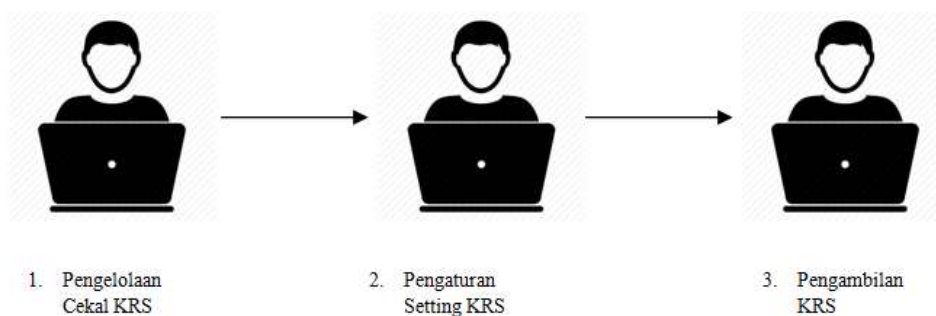 1. Pengelolaan
Cekal KRS
2. Pengaturan
Setting KRS
3. Pengambilan
KRS